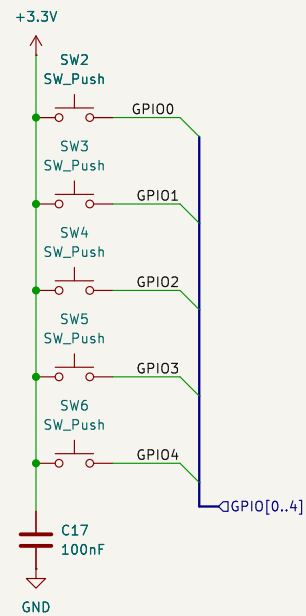 +3.3V
SW2
SW_Push
GPIO0
SW3
SW_Push
GPIO1
SW4
SW_Push
GPIO2
SW5
SW_Push
GPIO3
SW6
SW_Push
GPIO4
GPIO[0..4]
C17
100nF
GND